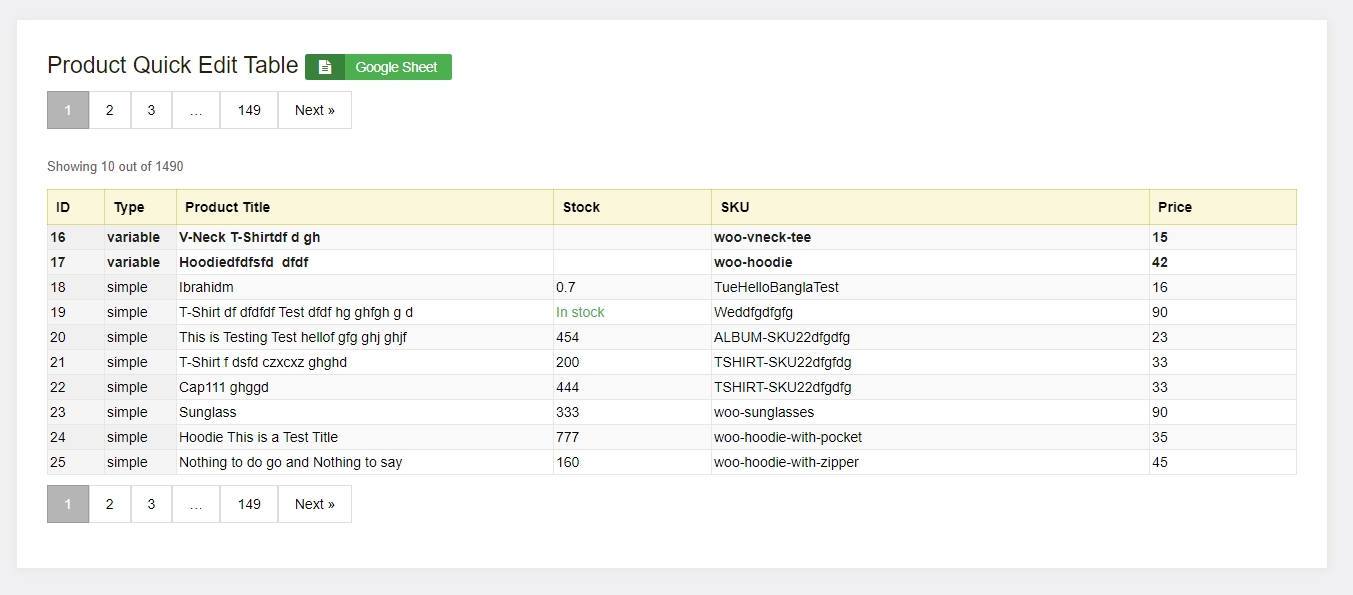 Product Quick Edit Table Google Sheet
1 2 3 … 149 Next »
Showing 10 out of 1490
ID Type Product Title Stock SKU Price
16 variable V-Neck T-Shirtdf d gh woo-vneck-tee 15
17 variable Hoodiedfdfsfd  dfdf woo-hoodie 42
18 simple Ibrahidm 0.7 TueHelloBanglaTest 16
19 simple T-Shirt df dfdfdf Test dfdf hg ghfgh g d In stock Weddfgdfgfg 90
20 simple This is Testing Test hellof gfg ghj ghjf 454 ALBUM-SKU22dfgdfg 23
21 simple T-Shirt f dsfd czxcxz ghghd 200 TSHIRT-SKU22dfgfdg 33
22 simple Cap111 ghggd 444 TSHIRT-SKU22dfgdfg 33
23 simple Sunglass 333 woo-sunglasses 90
24 simple Hoodie This is a Test Title 777 woo-hoodie-with-pocket 35
25 simple Nothing to do go and Nothing to say 160 woo-hoodie-with-zipper 45
1 2 3 … 149 Next »